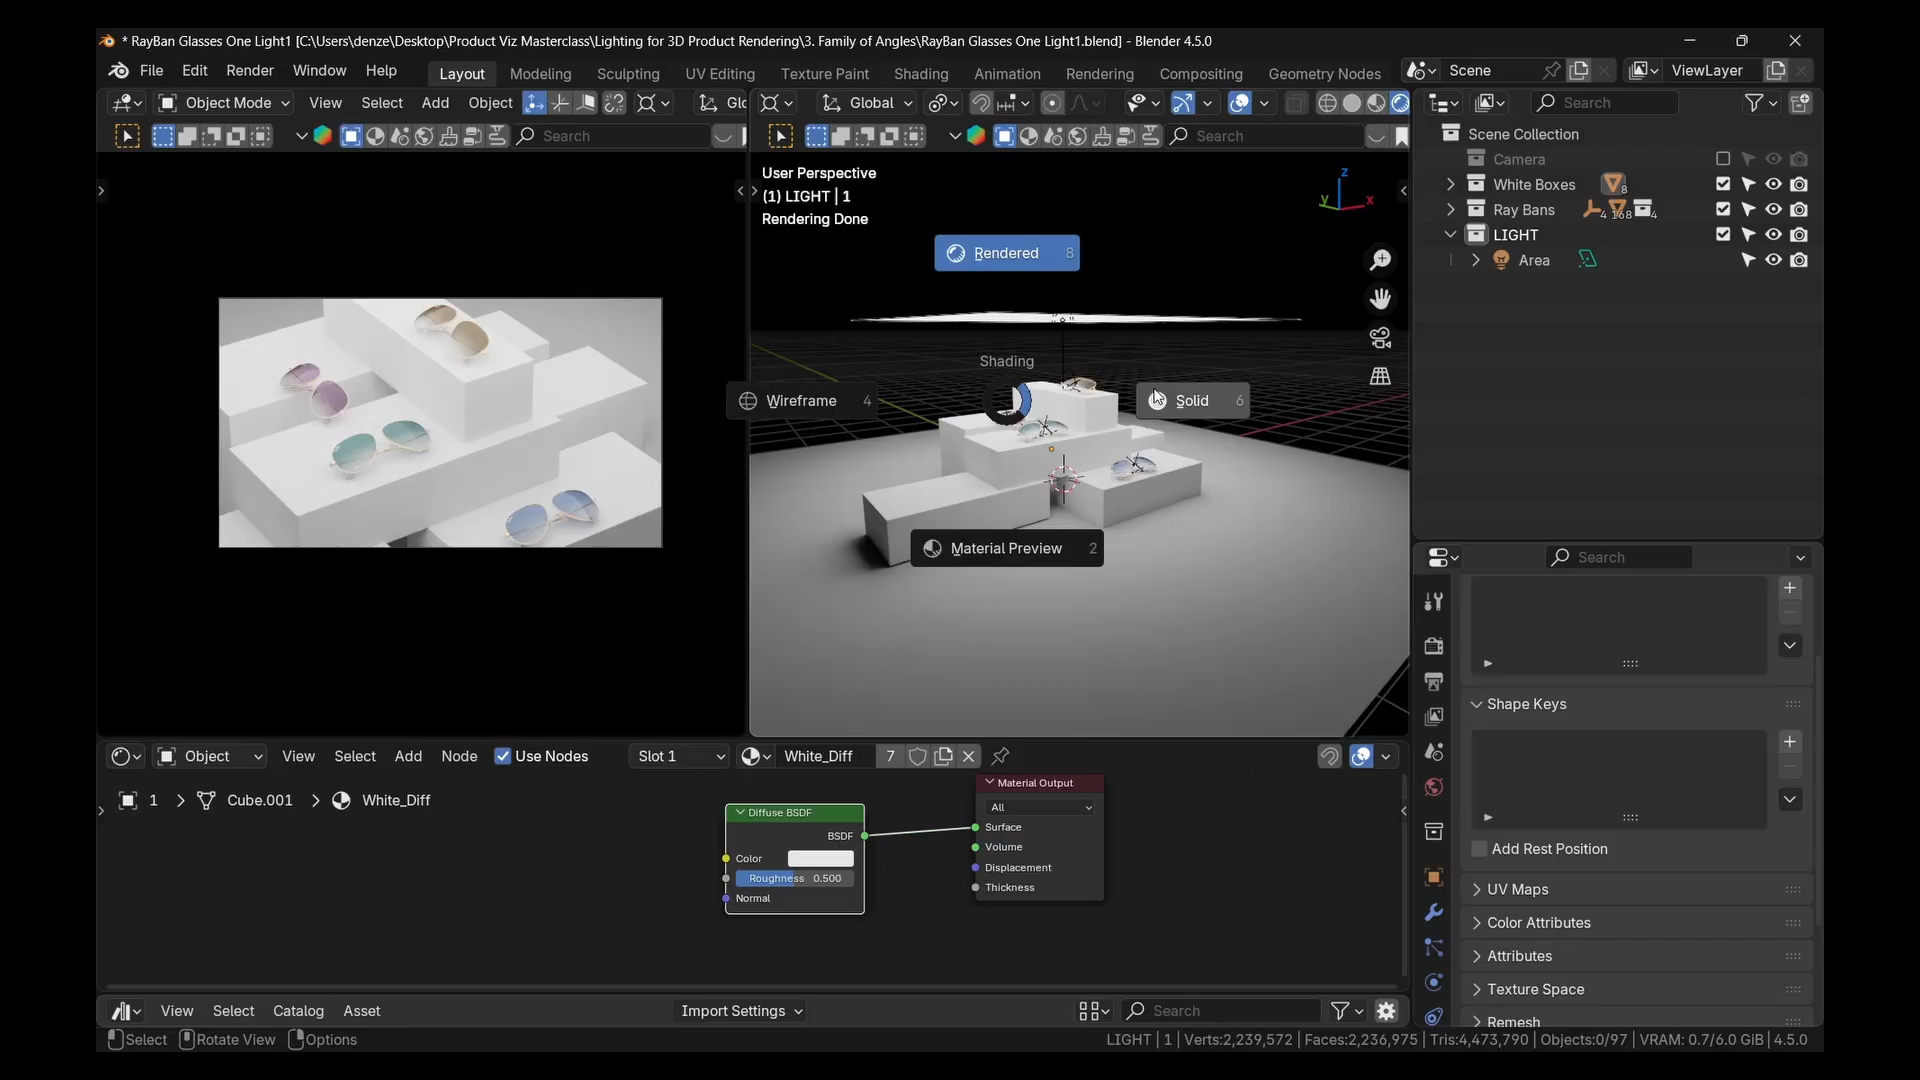 * RayBan Glasses One Light1 [C:\Users\denze\Desktop\Product Viz Masterclass\Lighting for 3D Product Rendering\3. Family of Angles\RayBan Glasses One Light1.blend] - Blender 4.5.0
File Edit Render Window Help Layout Modeling Sculpting UV Editing Texture Paint Shading Animation Rendering Compositing Geometry Nodes Scene ViewLayer
Object Mode View Select Add Object Glo Global Search
Search Search
Scene Collection
Camera
White Boxes 8
Ray Bans 4 168 4
LIGHT
Area
User Perspective
(1) LIGHT | 1
Rendering Done
z
y x
Rendered 8
Shading
Wireframe 4 Solid 6
Material Preview 2
Search
Shape Keys
Add Rest Position
UV Maps
Color Attributes
Attributes
Texture Space
Remesh
Object View Select Add Node Use Nodes Slot 1 White_Diff 7
1 > Cube.001 > White_Diff
Diffuse BSDF
BSDF
Color
Roughness 0.500
Normal
Material Output
All
Surface
Volume
Displacement
Thickness
View Select Catalog Asset Import Settings Search
Select Rotate View Options LIGHT | 1 | Verts:2,239,572 | Faces:2,236,975 | Tris:4,473,790 | Objects:0/97 | VRAM: 0.7/6.0 GiB | 4.5.0